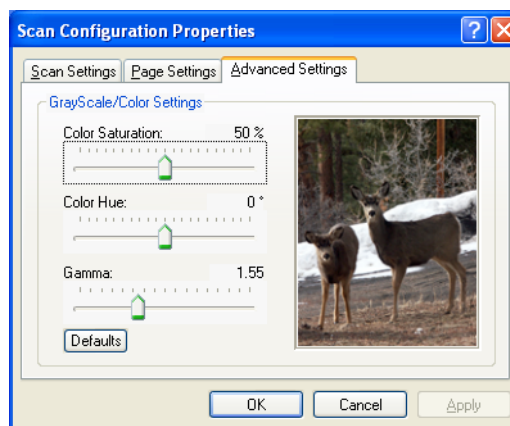 Scan Configuration Properties
Scan Settings Page Settings Advanced Settings
GrayScale/Color Settings
Color Saturation: 50 %
Color Hue: 0 °
Gamma: 1.55
Defaults
OK Cancel Apply